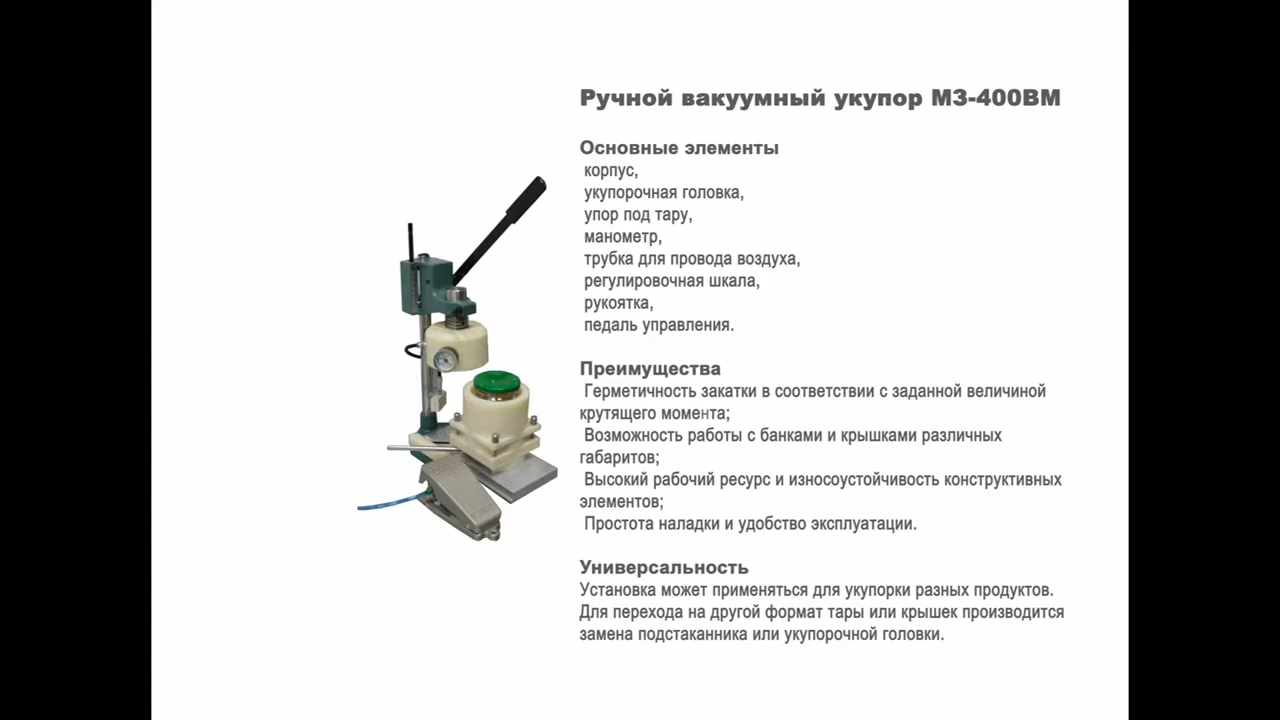 Ручной вакуумный укупор МЗ-400ВМ
Основные элементы
корпус,
укупорочная головка,
упор под тару,
манометр,
трубка для провода воздуха,
регулировочная шкала,
рукоятка,
педаль управления.
Преимущества
Герметичность закатки в соответствии с заданной величиной
крутящего момента;
Возможность работы с банками и крышками различных
габаритов;
Высокий рабочий ресурс и износоустойчивость конструктивных
элементов;
Простота наладки и удобство эксплуатации.
Универсальность
Установка может применяться для укупорки разных продуктов.
Для перехода на другой формат тары или крышек производится
замена подстаканника или укупорочной головки.